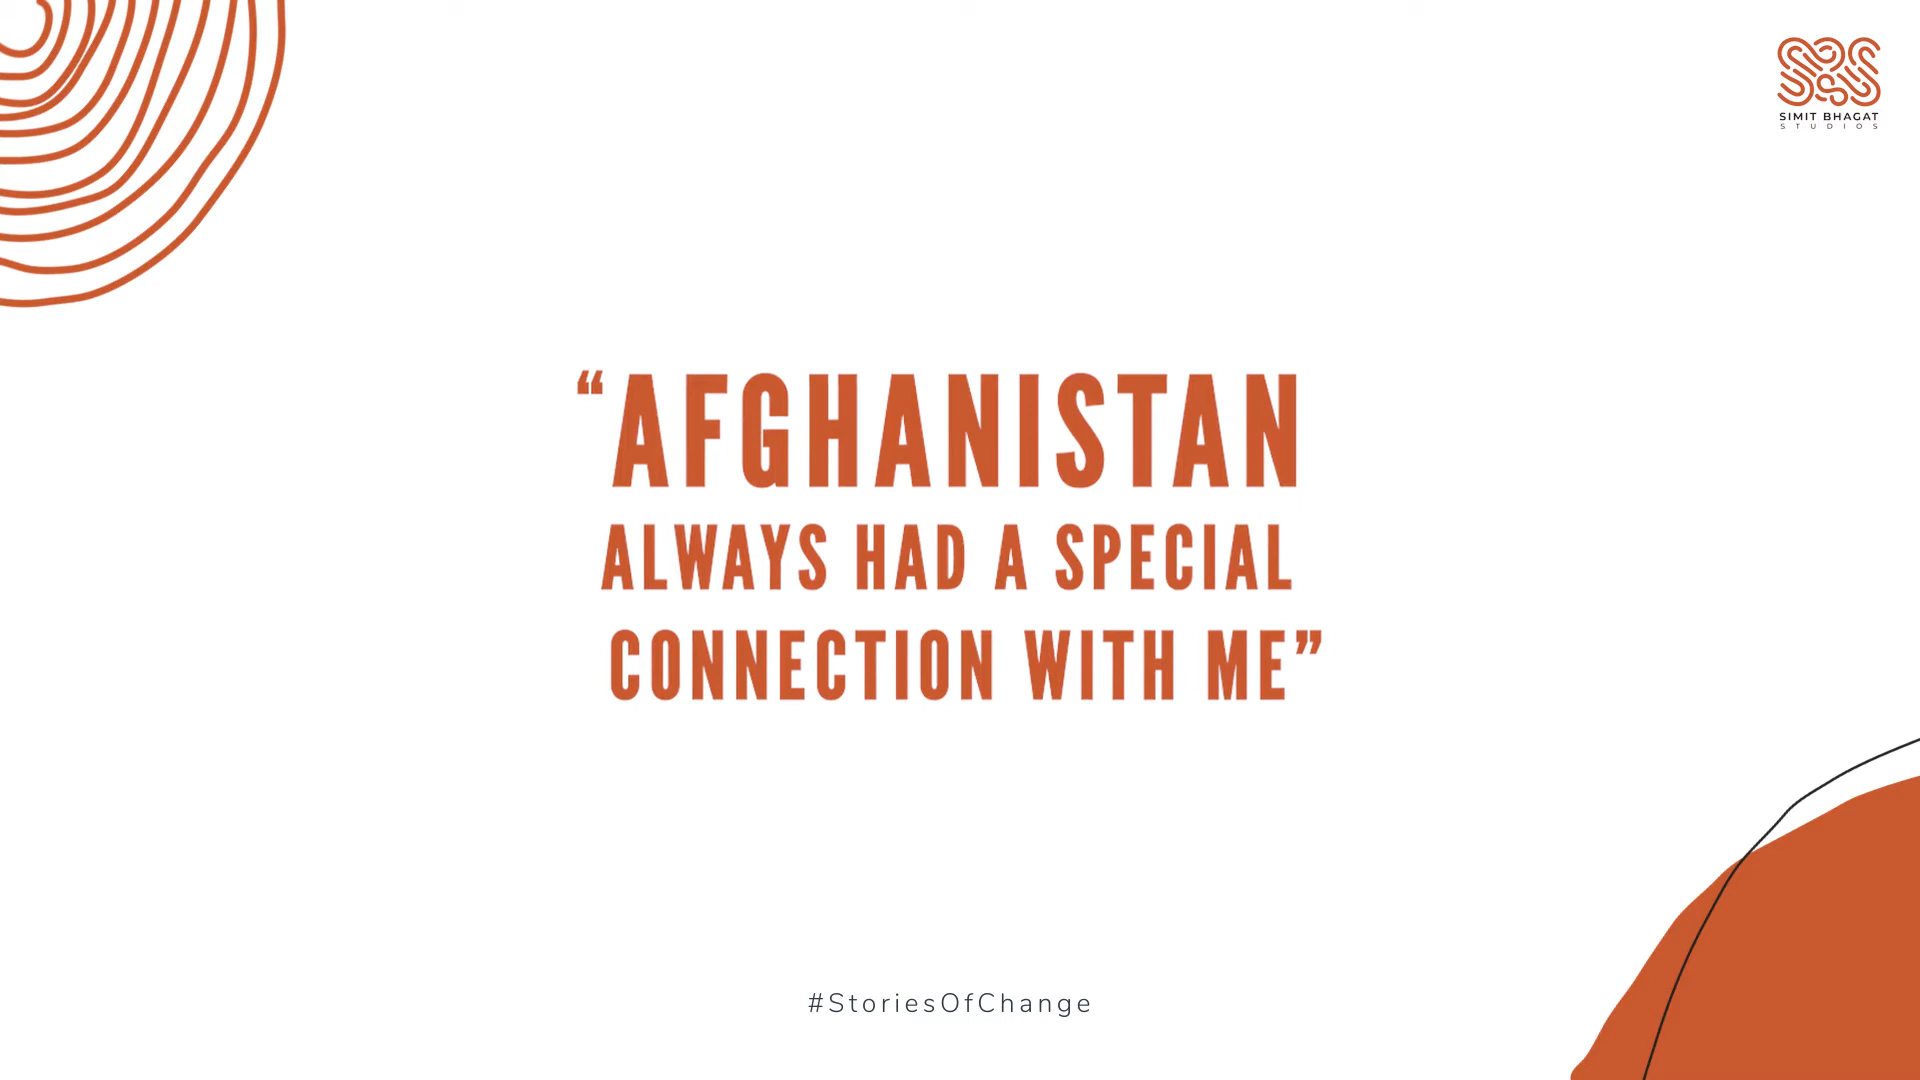 SIMIT BHAGAT
STUDIOS
“AFGHANISTAN
ALWAYS HAD A SPECIAL
CONNECTION WITH ME”
#StoriesOfChange